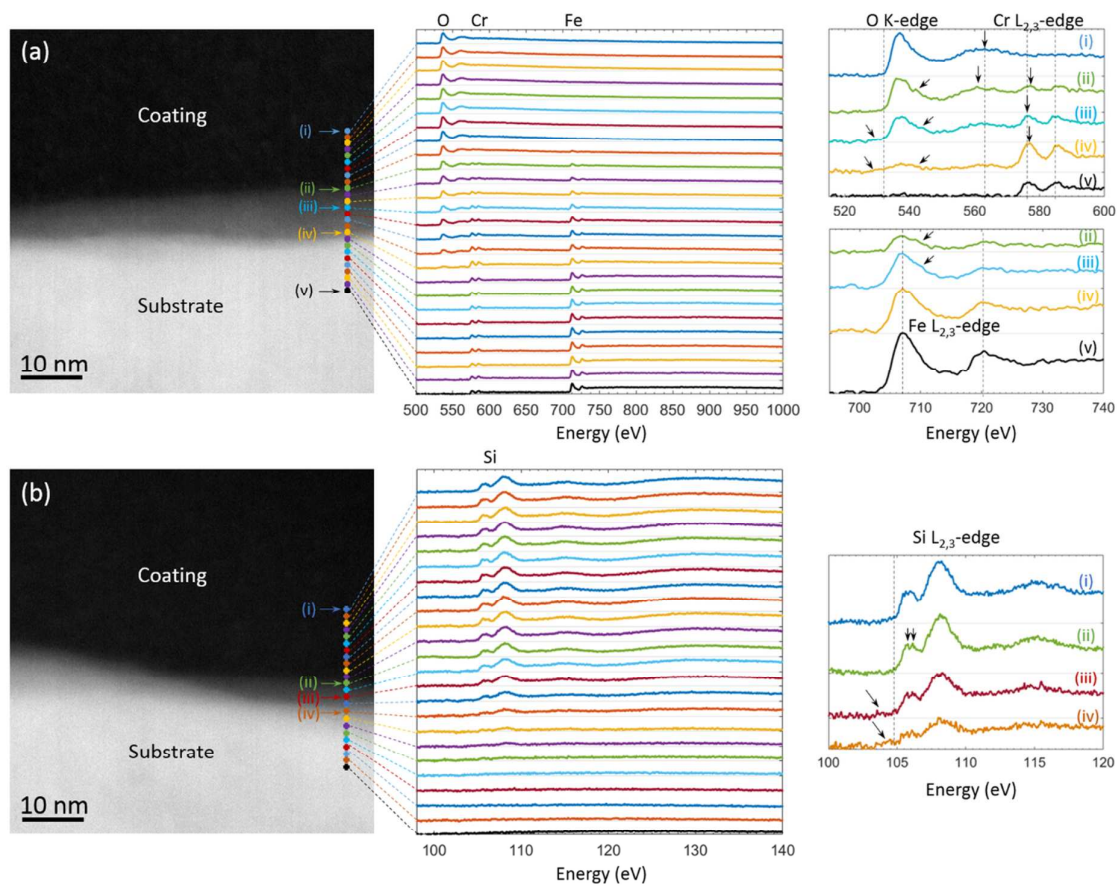 (a)
Coating
Substrate
10 nm
(i)
(ii)
(iii)
(iv)
(v)
O Cr Fe
500 550 600 650 700 750 800 850 900 950 1000
Energy (eV)
O K-edge Cr L2,3-edge
(i)
(ii)
(iii)
(iv)
(v)
520 540 560 580 600
(ii)
(iii)
(iv)
Fe L2,3-edge
(v)
700 710 720 730 740
Energy (eV)
(b)
Coating
Substrate
10 nm
(i)
(ii)
(iii)
(iv)
Si
100 110 120 130 140
Energy (eV)
Si L2,3-edge
(i)
(ii)
(iii)
(iv)
100 105 110 115 120
Energy (eV)